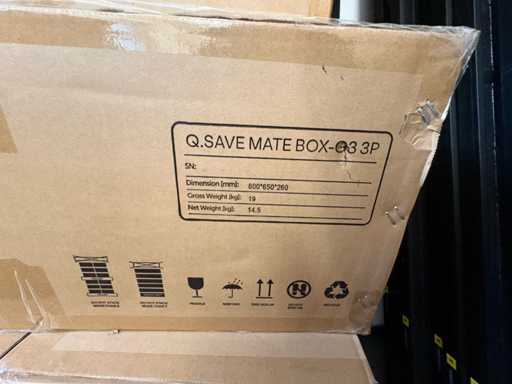 Q.SAVE MATE BOX-G3 3P
SN:
Dimension [mm]: 800*650*260
Gross Weight [kg]: 19
Net Weight [kg]: 14.5